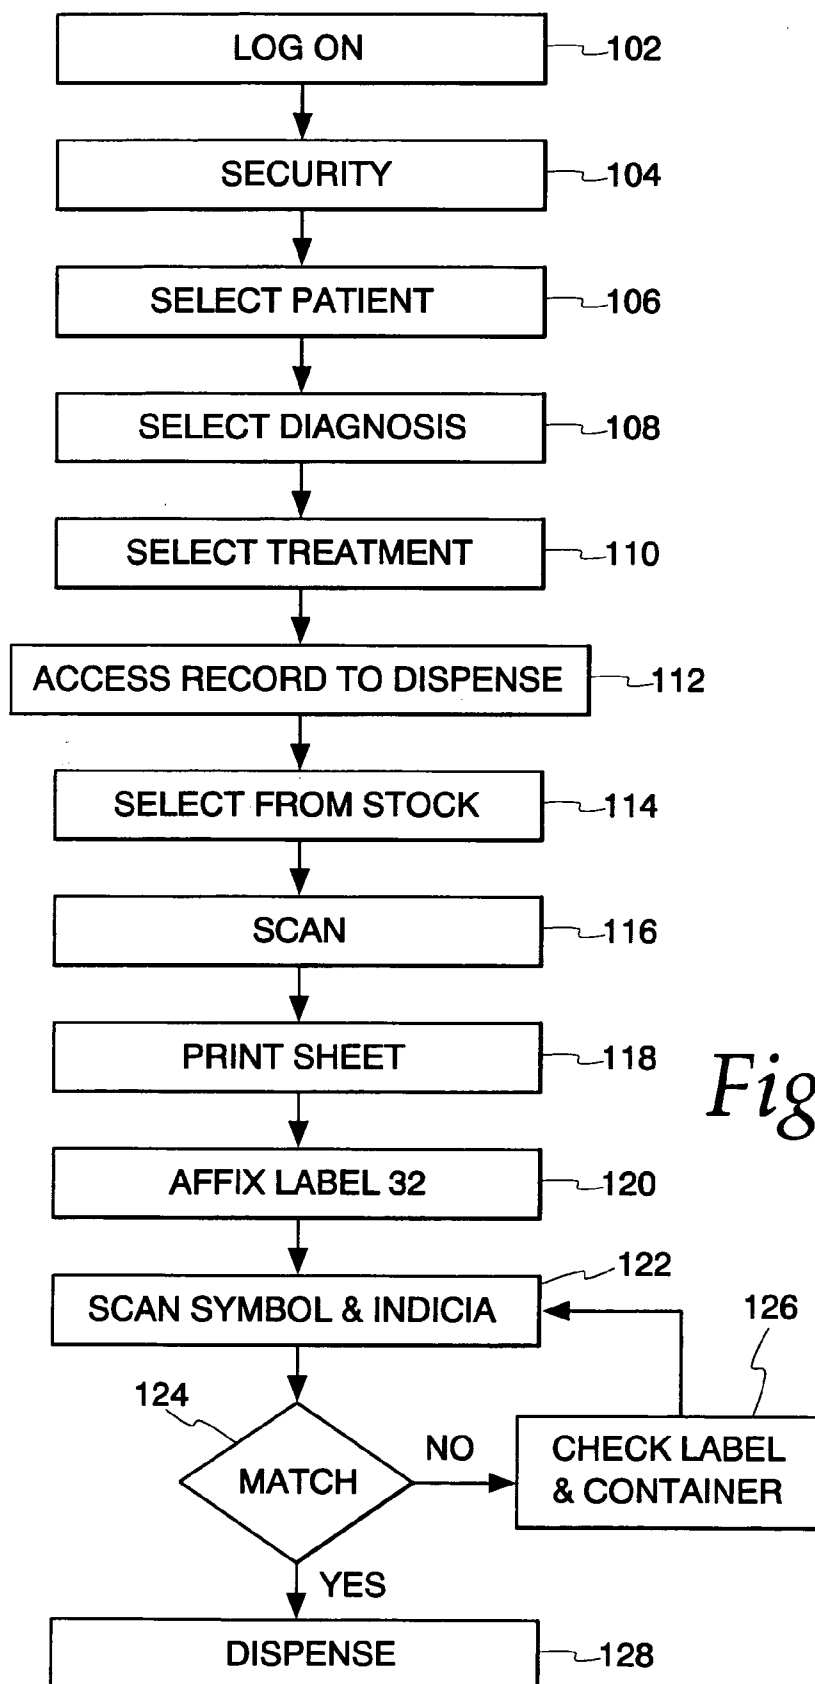 LOG ON 102
SECURITY 104
SELECT PATIENT 106
SELECT DIAGNOSIS 108
SELECT TREATMENT 110
ACCESS RECORD TO DISPENSE 112
SELECT FROM STOCK 114
SCAN 116
PRINT SHEET 118
Fig
AFFIX LABEL 32 120
SCAN SYMBOL & INDICIA 122
126
124
MATCH
NO
CHECK LABEL
& CONTAINER
YES
DISPENSE 128